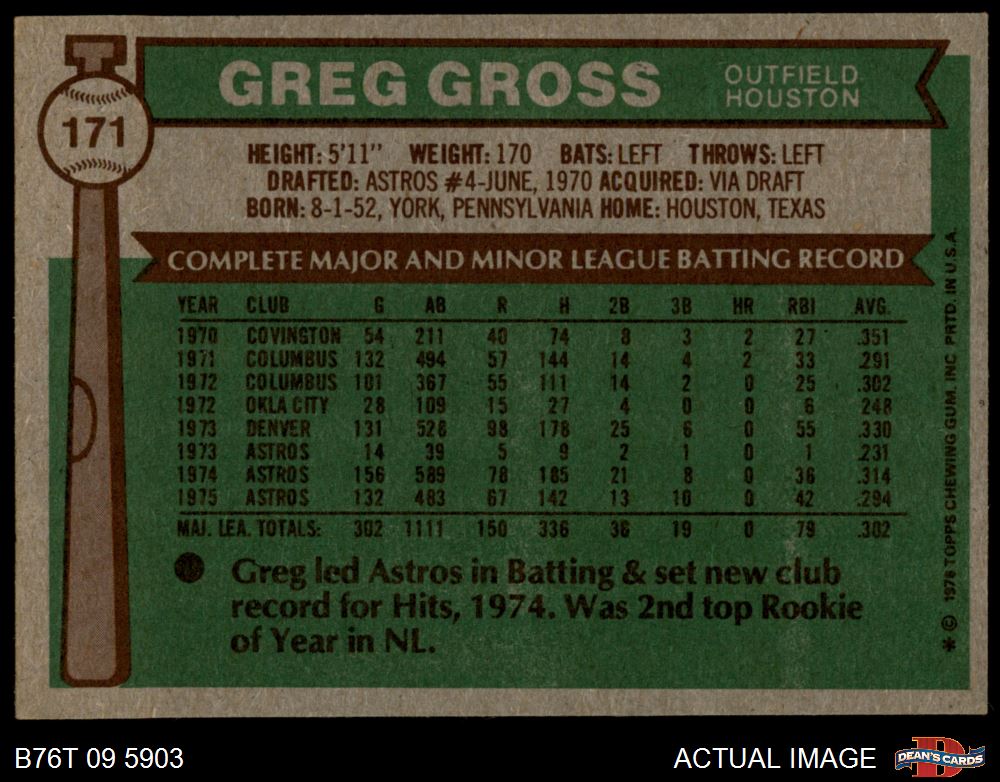 171
GREG GROSS
OUTFIELD
HOUSTON
HEIGHT: 5'11" WEIGHT: 170 BATS: LEFT THROWS: LEFT
DRAFTED: ASTROS #4-JUNE, 1970 ACQUIRED: VIA DRAFT
BORN: 8-1-52, YORK, PENNSYLVANIA HOME: HOUSTON, TEXAS
COMPLETE MAJOR AND MINOR LEAGUE BATTING RECORD
YEAR CLUB G AB R H 2B 3B HR RBI AVG.
1970 COVINGTON 54 211 40 74 8 3 2 27 .351
1971 COLUMBUS 132 494 57 144 14 4 2 33 .291
1972 COLUMBUS 101 367 55 111 14 2 0 25 .302
1972 OKLA CITY 28 109 15 27 4 0 0 6 .248
1973 DENVER 131 528 98 178 25 6 0 55 .330
1973 ASTROS 14 39 5 9 2 1 0 1 .231
1974 ASTROS 156 589 78 185 21 8 0 36 .314
1975 ASTROS 132 483 67 142 13 10 0 42 .294
MAJ. LEA. TOTALS: 302 1111 150 336 36 19 0 79 .302
Greg led Astros in Batting & set new club
record for Hits, 1974. Was 2nd top Rookie
of Year in NL.
* © 1976 TOPPS CHEWING GUM, INC PRTD. IN U.S.A.
B76T 09 5903
ACTUAL IMAGE
D
DEAN'S CARDS